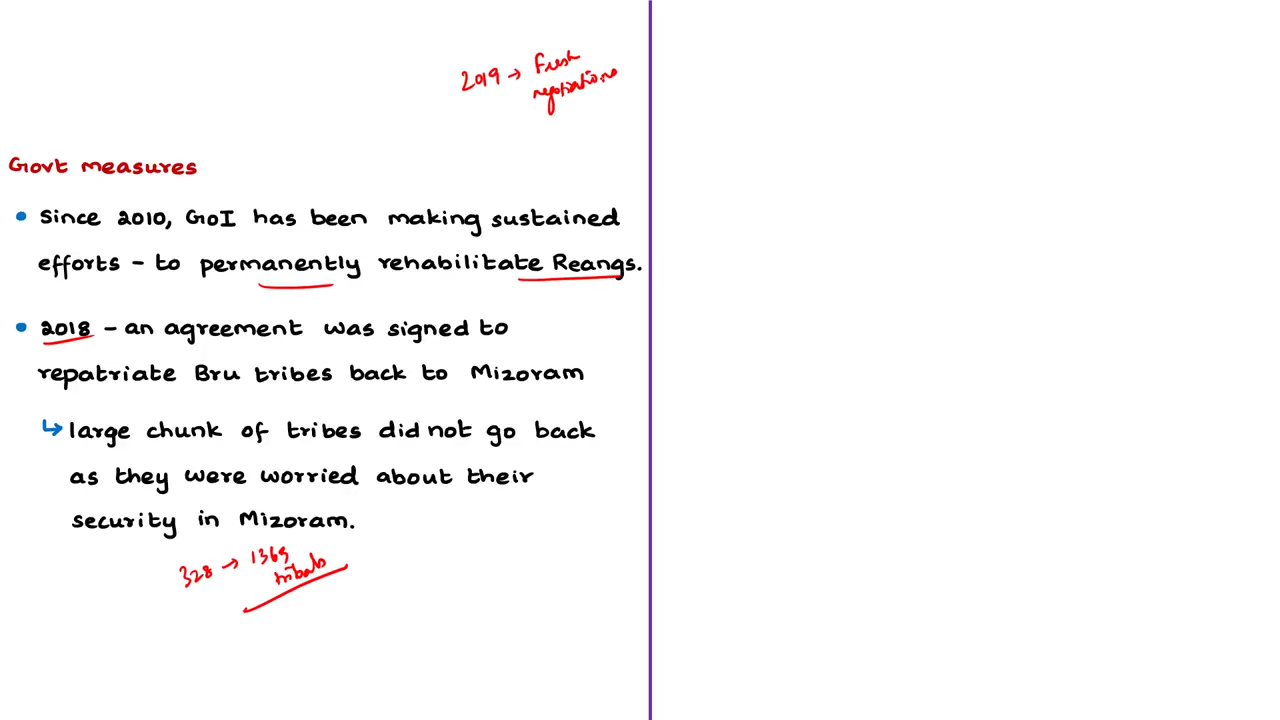 2019 → Fresh
negotiations
Govt measures
• Since 2010, GoI has been making sustained
efforts - to permanently rehabilitate Reangs.
• 2018 - an agreement was signed to
repatriate Bru tribes back to Mizoram
↳ large chunk of tribes did not go back
as they were worried about their
security in Mizoram.
328 → 1369
tribals